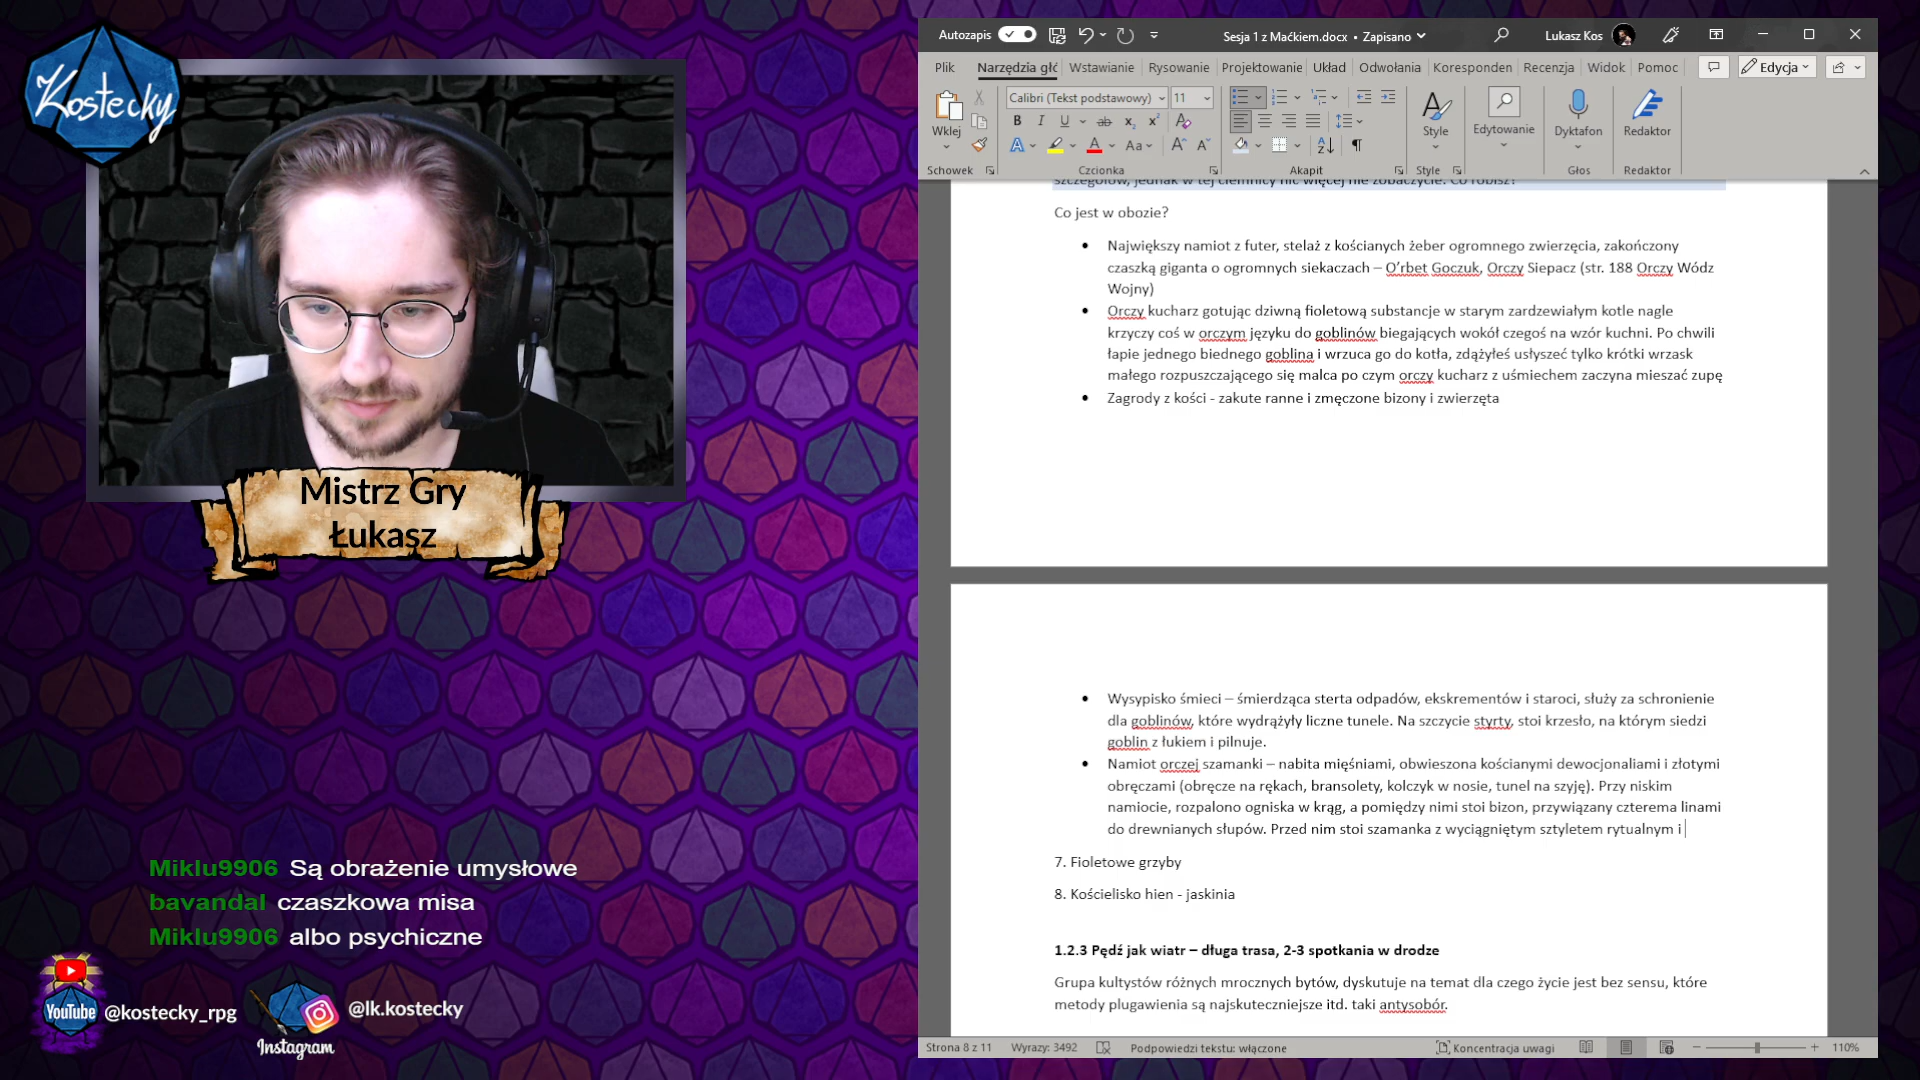 Kostecky
Mistrz Gry
Łukasz
Miklu9906 Są obrażenie umysłowe
bavandal czaszkowa misa
Miklu9906 albo psychiczne
YouTube @kostecky_rpg
@lk.kostecky
Instagram
Autozapis
Sesja 1 z Maćkiem.docx • Zapisano
Lukasz Kos
Plik Narzędzia głć Wstawianie Rysowanie Projektowanie Układ Odwołania Koresponden Recenzja Widok Pomoc Edycja
Calibri (Tekst podstawowy) 11
Wklej
Style
Edytowanie
Dyktafon
Redaktor
Schowek Czcionka Akapit Style Głos Redaktor
szczegółów, jednak w tej ciemnicy nic więcej nie zobaczycie. Co robisz?
Co jest w obozie?
• Największy namiot z futer, stelaż z kościanych żeber ogromnego zwierzęcia, zakończony
czaszką giganta o ogromnych siekaczach – O’rbet Goczuk, Orczy Siepacz (str. 188 Orczy Wódz
Wojny)
• Orczy kucharz gotując dziwną fioletową substancje w starym zardzewiałym kotle nagle
krzyczy coś w orczym języku do goblinów biegających wokół czegoś na wzór kuchni. Po chwili
łapie jednego biednego goblina i wrzuca go do kotła, zdążyłeś usłyszeć tylko krótki wrzask
małego rozpuszczającego się malca po czym orczy kucharz z uśmiechem zaczyna mieszać zupę
• Zagrody z kości - zakute ranne i zmęczone bizony i zwierzęta
• Wysypisko śmieci – śmierdząca sterta odpadów, ekskrementów i staroci, służy za schronienie
dla goblinów, które wydrążyły liczne tunele. Na szczycie styrty, stoi krzesło, na którym siedzi
goblin z łukiem i pilnuje.
• Namiot orczej szamanki – nabita mięśniami, obwieszona kościanymi dewocjonaliami i złotymi
obręczami (obręcze na rękach, bransolety, kolczyk w nosie, tunel na szyję). Przy niskim
namiocie, rozpalono ogniska w krąg, a pomiędzy nimi stoi bizon, przywiązany czterema linami
do drewnianych słupów. Przed nim stoi szamanka z wyciągniętym sztyletem rytualnym i
7. Fioletowe grzyby
8. Kościelisko hien - jaskinia
1.2.3 Pędź jak wiatr – długa trasa, 2-3 spotkania w drodze
Grupa kultystów różnych mrocznych bytów, dyskutuje na temat dla czego życie jest bez sensu, które
metody plugawienia są najskuteczniejsze itd. taki antysobór.
Strona 8 z 11 Wyrazy: 3492 Podpowiedzi tekstu: włączone Koncentracja uwagi 110%